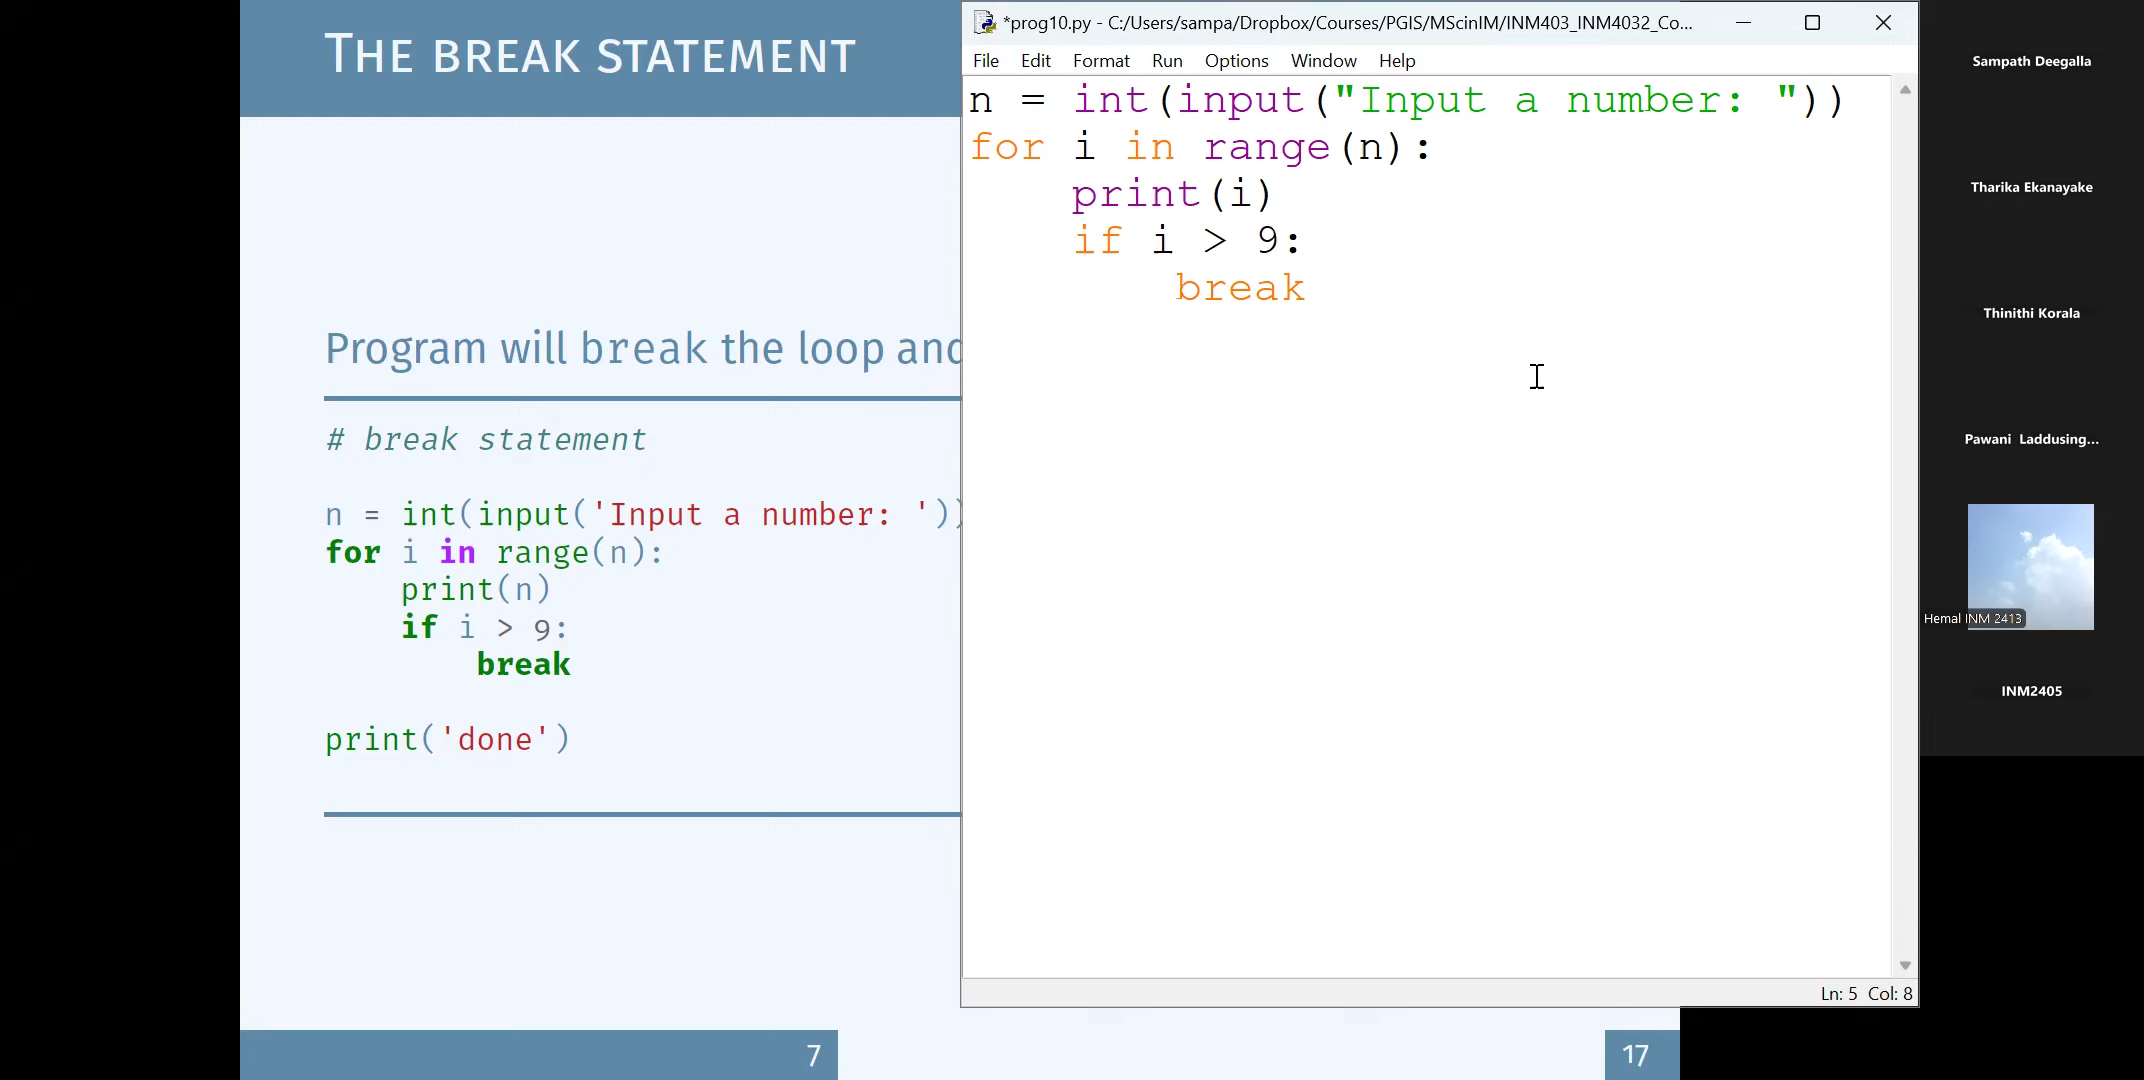 THE BREAK STATEMENT
Program will break the loop and
# break statement
n = int(input('Input a number: '))
for i in range(n):
    print(n)
    if i > 9:
        break
print('done')
7
17
*prog10.py - C:/Users/sampa/Dropbox/Courses/PGIS/MScinIM/INM403_INM4032_Co...
File Edit Format Run Options Window Help
n = int(input("Input a number: "))
for i in range(n):
    print(i)
    if i > 9:
        break
Ln: 5 Col: 8
Sampath Deegalla
Tharika Ekanayake
Thinithi Korala
Pawani Laddusing...
Hemal INM 2413
INM2405